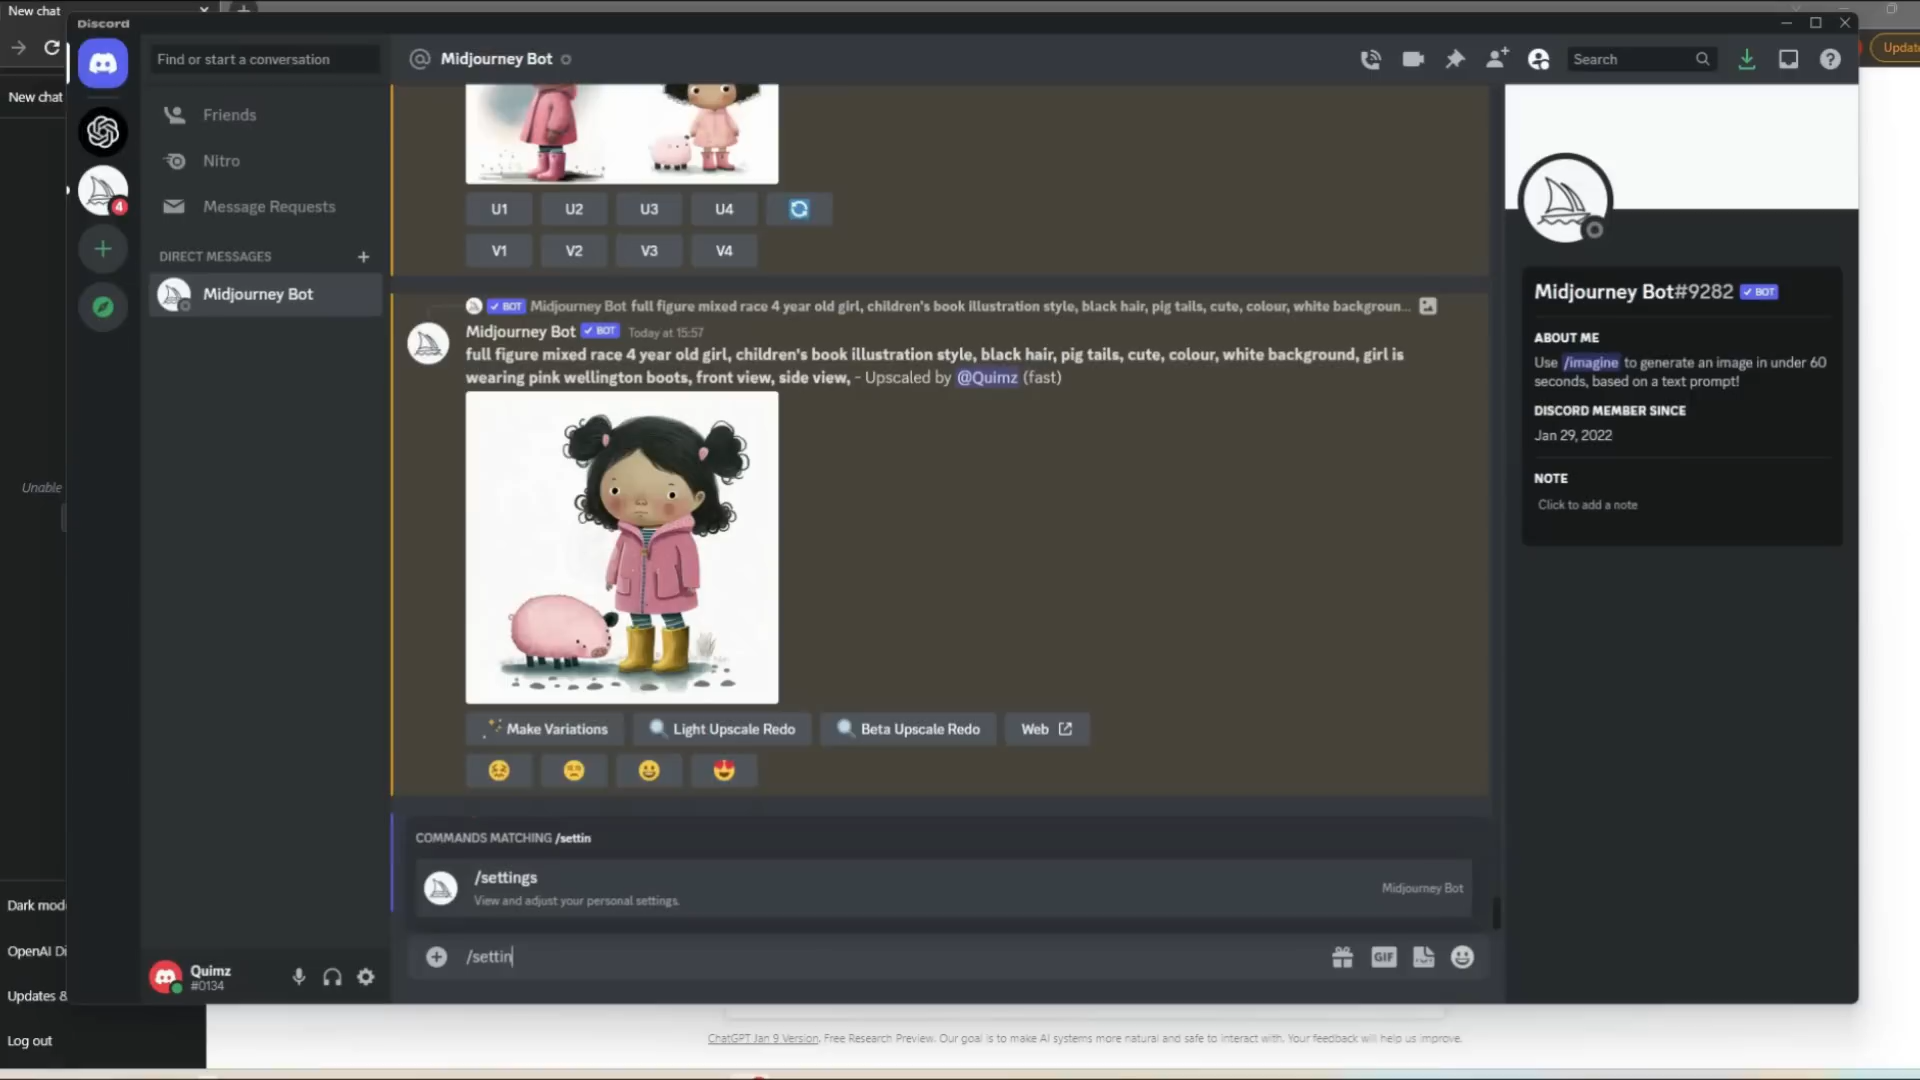 New chat
Discord
Update
New chat
Find or start a conversation
Midjourney Bot
Search
Friends
Nitro
Message Requests
DIRECT MESSAGES
Midjourney Bot
4
U1 U2 U3 U4
V1 V2 V3 V4
BOT Midjourney Bot full figure mixed race 4 year old girl, children's book illustration style, black hair, pig tails, cute, colour, white backgroun...
Midjourney Bot BOT Today at 15:57
full figure mixed race 4 year old girl, children's book illustration style, black hair, pig tails, cute, colour, white background, girl is
wearing pink wellington boots, front view, side view, - Upscaled by @Quimz (fast)
Make Variations Light Upscale Redo Beta Upscale Redo Web
COMMANDS MATCHING /settin
/settings
View and adjust your personal settings.
Midjourney Bot
/settin
GIF
Midjourney Bot#9282 BOT
ABOUT ME
Use /imagine to generate an image in under 60
seconds, based on a text prompt!
DISCORD MEMBER SINCE
Jan 29, 2022
NOTE
Click to add a note
Unable
Dark mod
OpenAI Di
Updates &
Log out
Quimz
#0134
ChatGPT Jan 9 Version. Free Research Preview. Our goal is to make AI systems more natural and safe to interact with. Your feedback will help us improve.